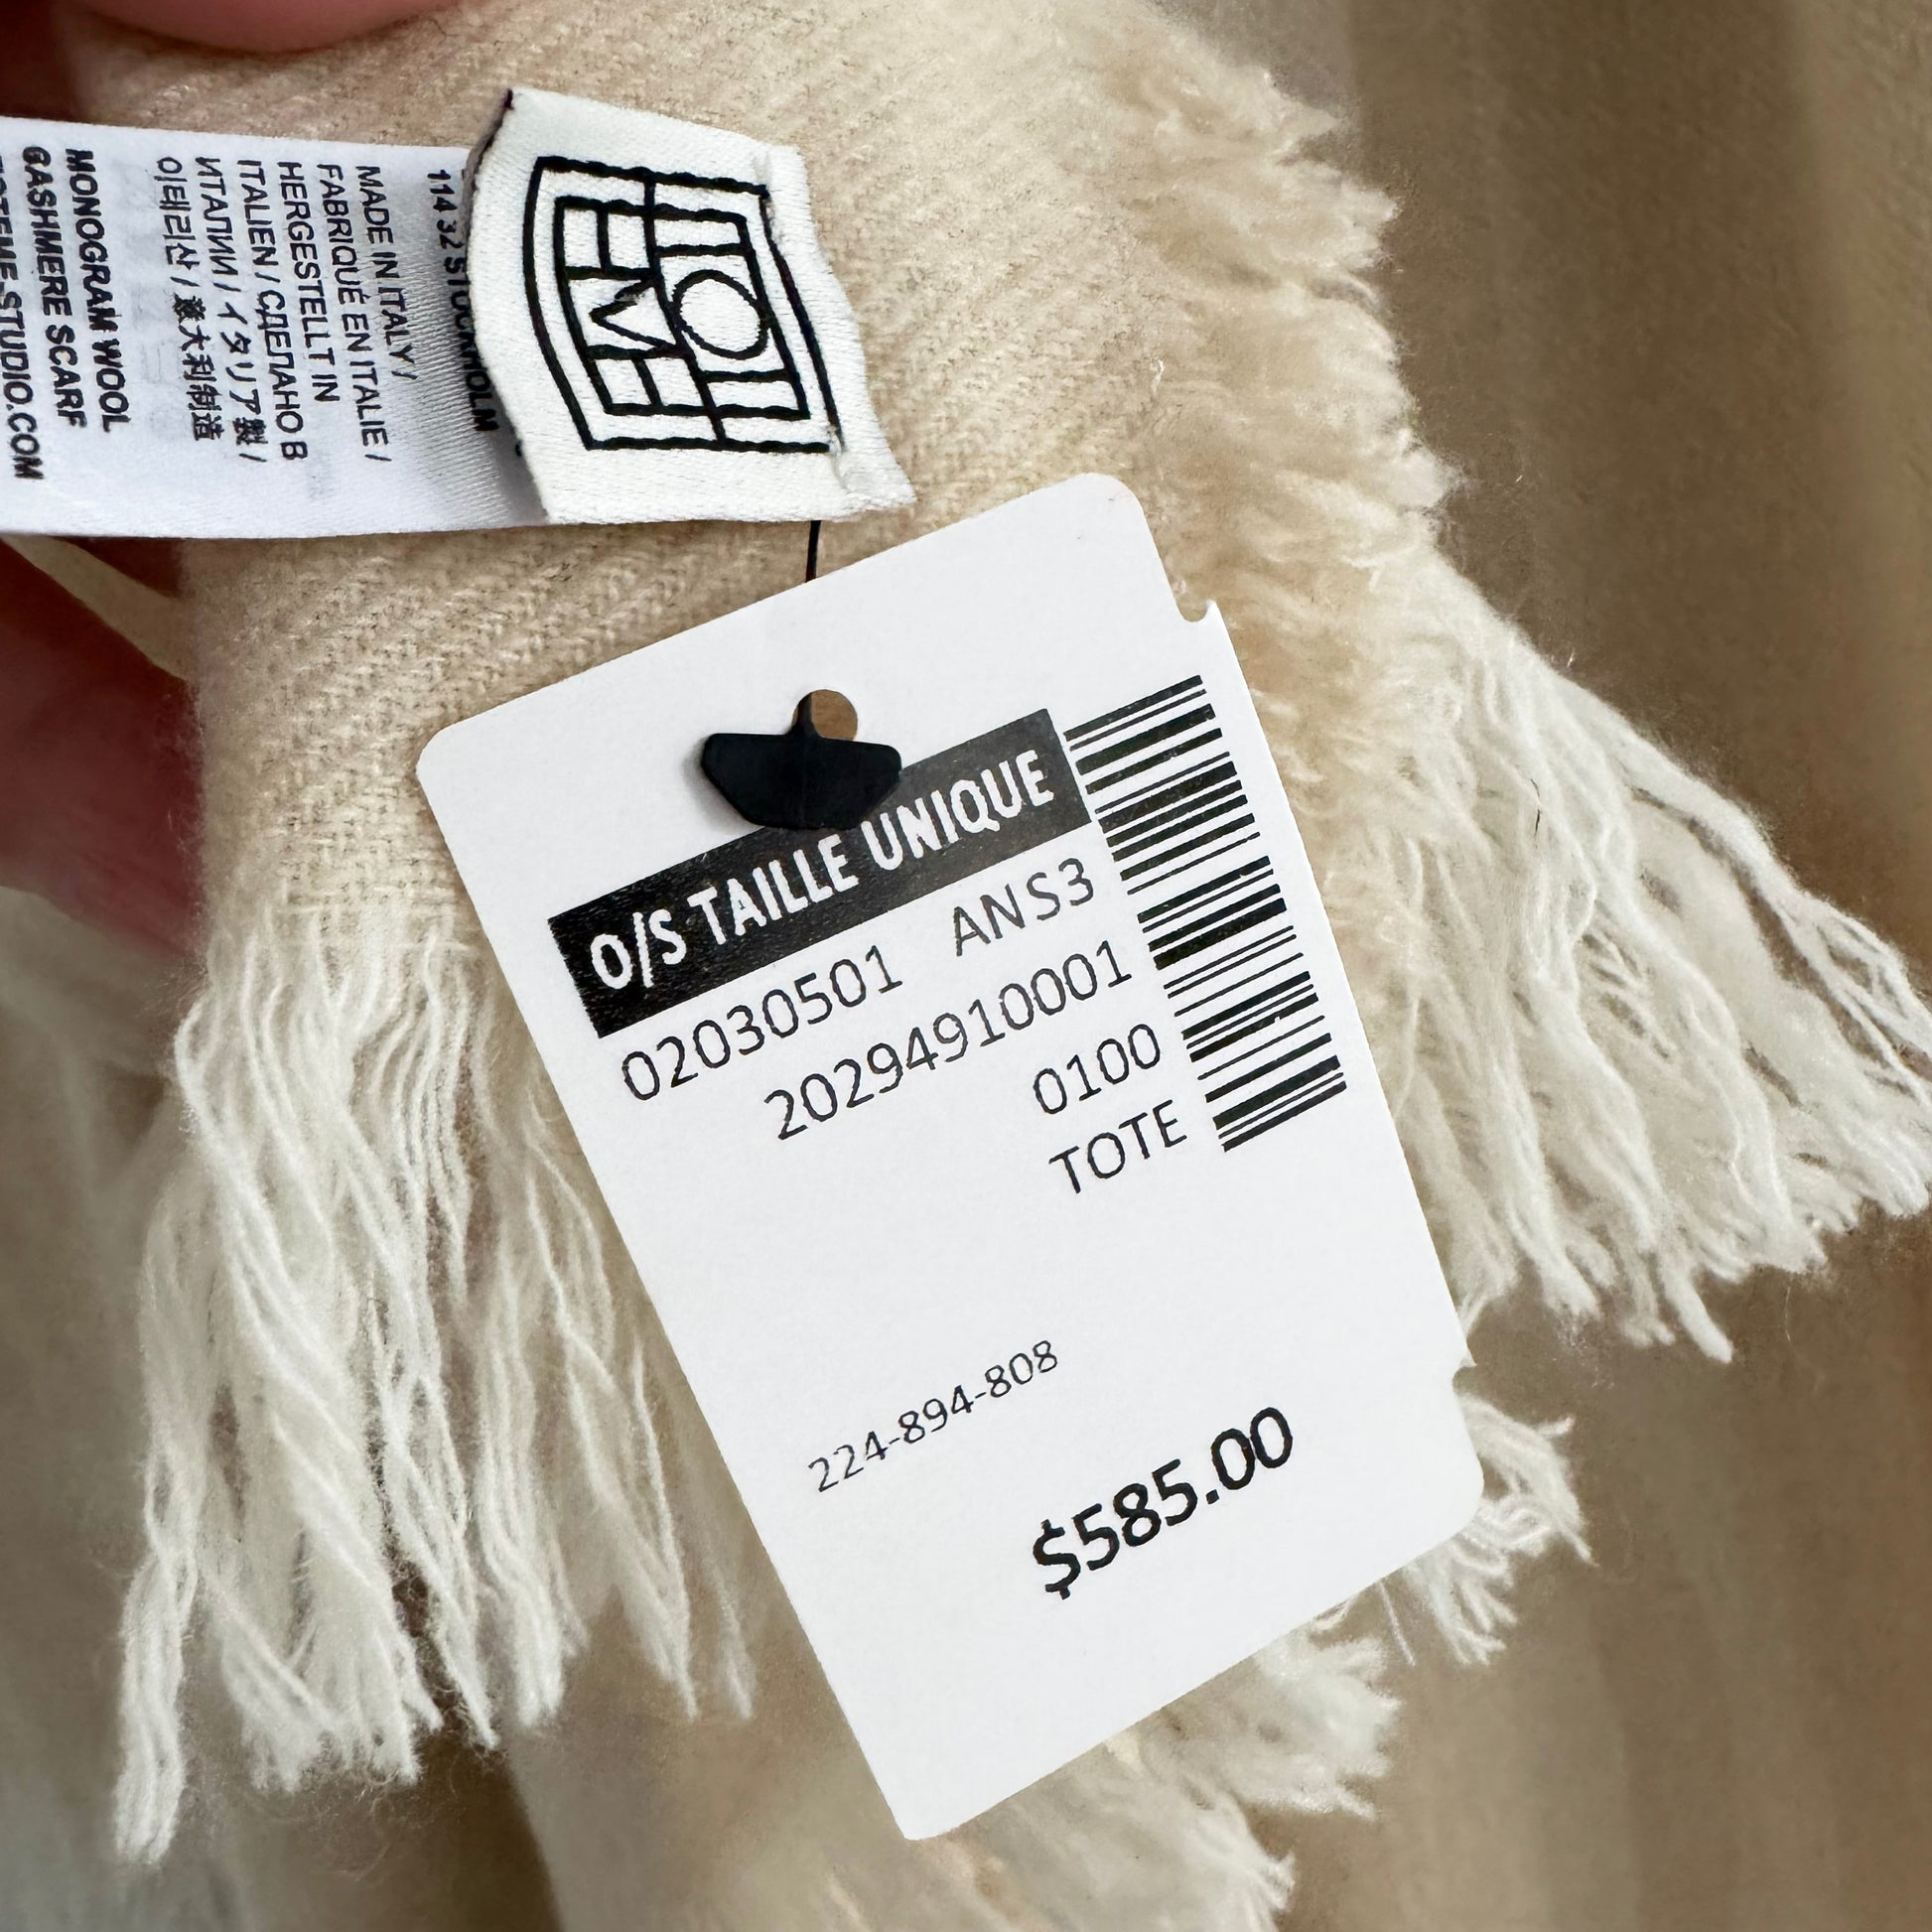 MONOGRAM WOOL
CASHMERE SCARF
STUDIO.COM
MADE IN ITALY /
FABRIQUÉ EN ITALIE /
HERGESTELLT IN
ITALIEN / СДЕЛАНО В
ИТАЛИИ / イタリア製 /
이태리산 / 意大利制造
114 32 STOCKHOLM
TOTEME
O/S TAILLE UNIQUE
02030501 ANS3
20294910001
0100
TOTE
224-894-808
$585.00